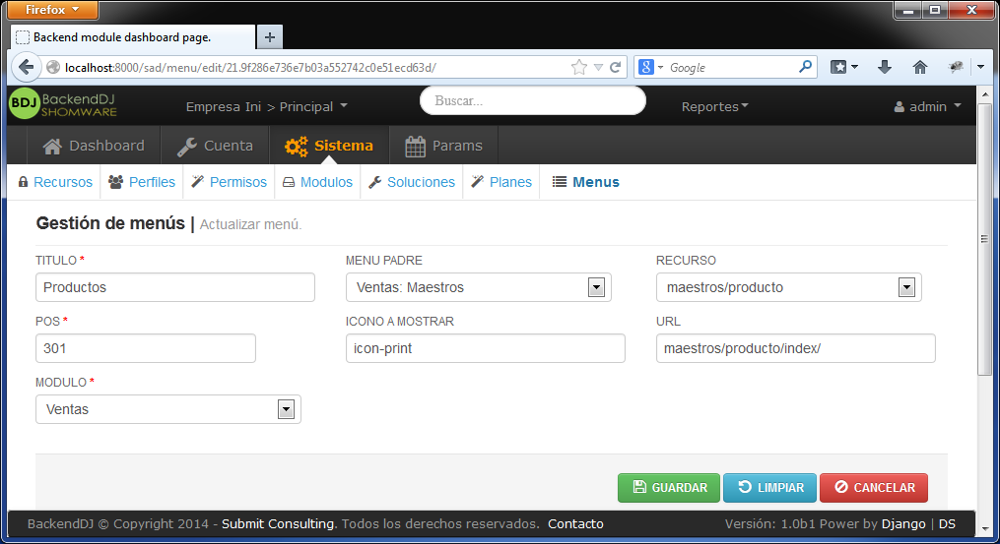 Firefox
Backend module dashboard page.
localhost:8000/sad/menu/edit/21.9f286e736e7b03a552742c0e51ecd63d/
Google
BDJ BackendDJ SHOMWARE
Empresa Ini > Principal
Buscar...
Reportes
admin
Dashboard Cuenta Sistema Params
Recursos Perfiles Permisos Modulos Soluciones Planes Menus
Gestión de menús | Actualizar menú.
TITULO * MENU PADRE RECURSO
Productos Ventas: Maestros maestros/producto
POS * ICONO A MOSTRAR URL
301 icon-print maestros/producto/index/
MODULO *
Ventas
GUARDAR LIMPIAR CANCELAR
BackendDJ © Copyright 2014 - Submit Consulting. Todos los derechos reservados. Contacto Versión: 1.0b1 Power by Django | DS